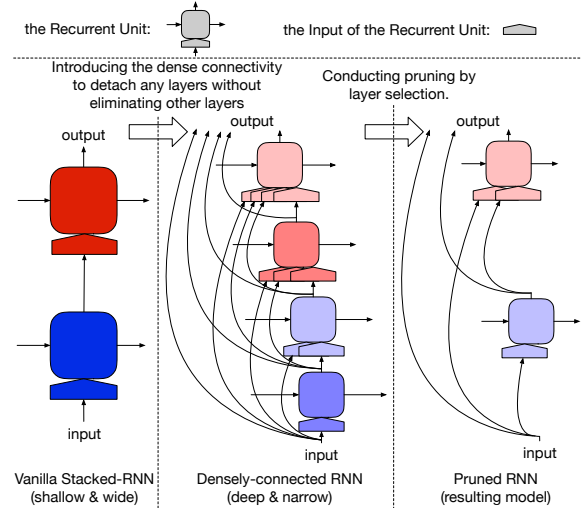 the Recurrent Unit:
the Input of the Recurrent Unit:
Introducing the dense connectivity
to detach any layers without
eliminating other layers
Conducting pruning by
layer selection.
output
output
output
input
input
input
Vanilla Stacked-RNN
(shallow & wide)
Densely-connected RNN
(deep & narrow)
Pruned RNN
(resulting model)